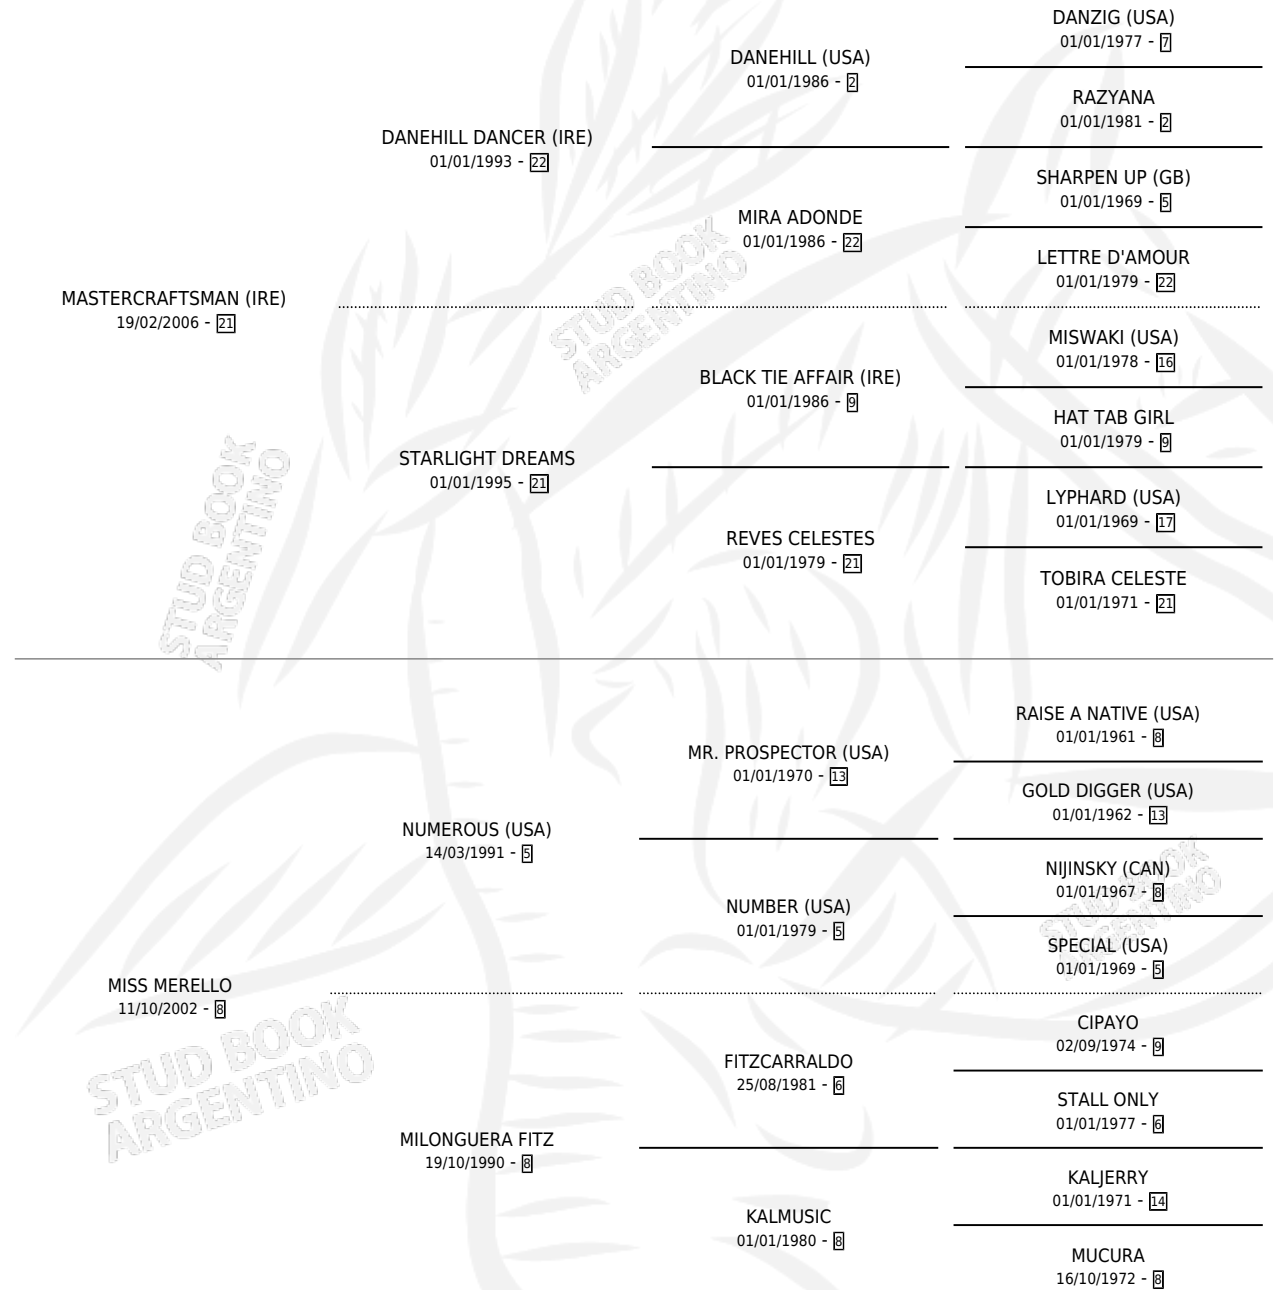 DANZIG (USA)
01/01/1977 - 7
DANEHILL (USA)
01/01/1986 - 2
RAZYANA
01/01/1981 - 2
DANEHILL DANCER (IRE)
01/01/1993 - 22
SHARPEN UP (GB)
01/01/1969 - 5
MIRA ADONDE
01/01/1986 - 22
LETTRE D'AMOUR
01/01/1979 - 22
MASTERCRAFTSMAN (IRE)
19/02/2006 - 21
MISWAKI (USA)
01/01/1978 - 16
BLACK TIE AFFAIR (IRE)
01/01/1986 - 9
HAT TAB GIRL
01/01/1979 - 9
STARLIGHT DREAMS
01/01/1995 - 21
LYPHARD (USA)
01/01/1969 - 17
REVES CELESTES
01/01/1979 - 21
TOBIRA CELESTE
01/01/1971 - 21
RAISE A NATIVE (USA)
01/01/1961 - 8
MR. PROSPECTOR (USA)
01/01/1970 - 13
GOLD DIGGER (USA)
01/01/1962 - 13
NUMEROUS (USA)
14/03/1991 - 5
NIJINSKY (CAN)
01/01/1967 - 8
NUMBER (USA)
01/01/1979 - 5
SPECIAL (USA)
01/01/1969 - 5
MISS MERELLO
11/10/2002 - 8
CIPAYO
02/09/1974 - 9
FITZCARRALDO
25/08/1981 - 6
STALL ONLY
01/01/1977 - 6
MILONGUERA FITZ
19/10/1990 - 8
KALJERRY
01/01/1971 - 14
KALMUSIC
01/01/1980 - 8
MUCURA
16/10/1972 - 8
STUD BOOK
ARGENTINO
STUD BOOK
ARGENTINO
STUD BOOK
ARGENTINO
STUD BOOK
ARGENTINO